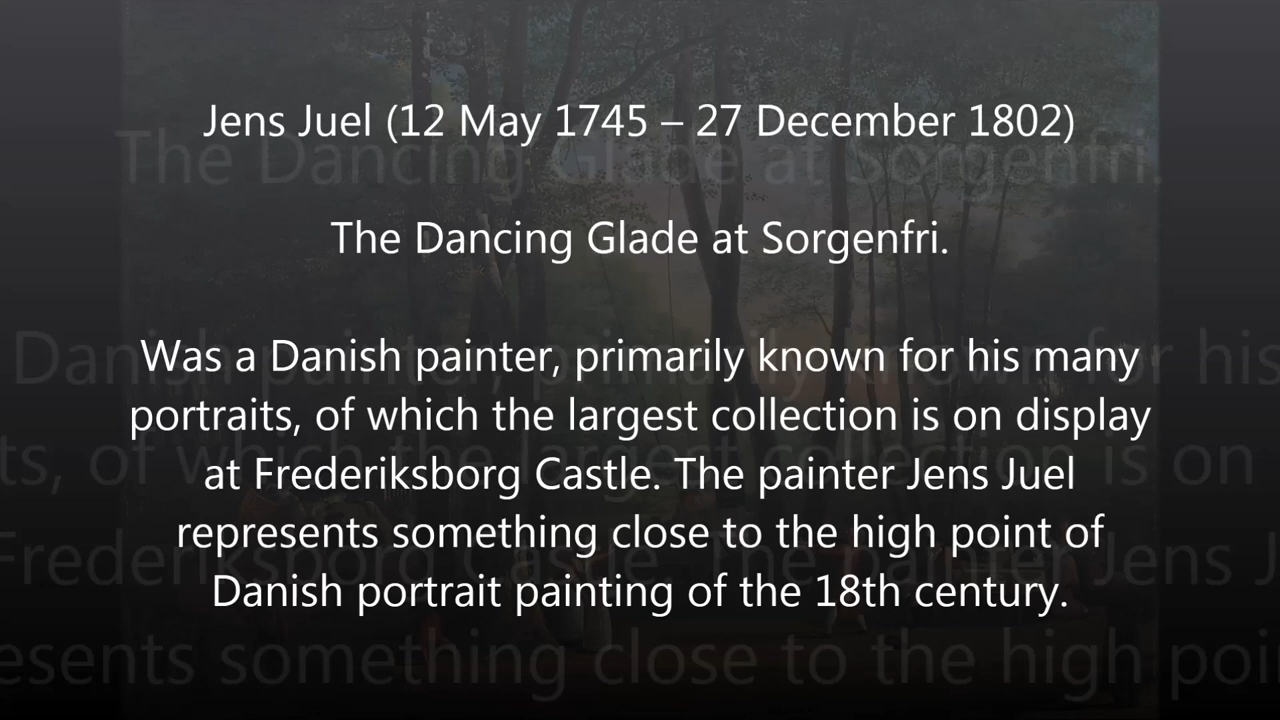 Jens Juel (12 May 1745 – 27 December 1802)
The Dancing Glade at Sorgenfri.
Was a Danish painter, primarily known for his many
portraits, of which the largest collection is on display
at Frederiksborg Castle. The painter Jens Juel
represents something close to the high point of
Danish portrait painting of the 18th century.